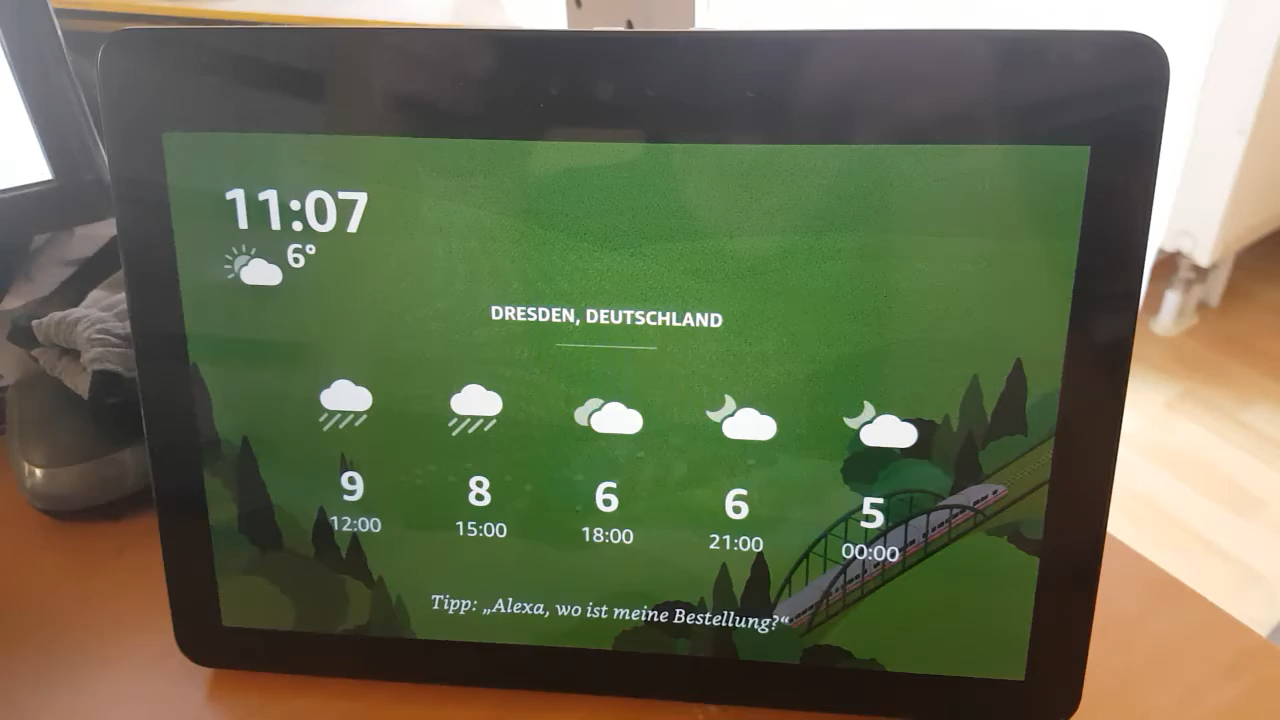 11:07
6°
DRESDEN, DEUTSCHLAND
9 8 6 6 5
12:00 15:00 18:00 21:00 00:00
Tipp: „Alexa, wo ist meine Bestellung?“